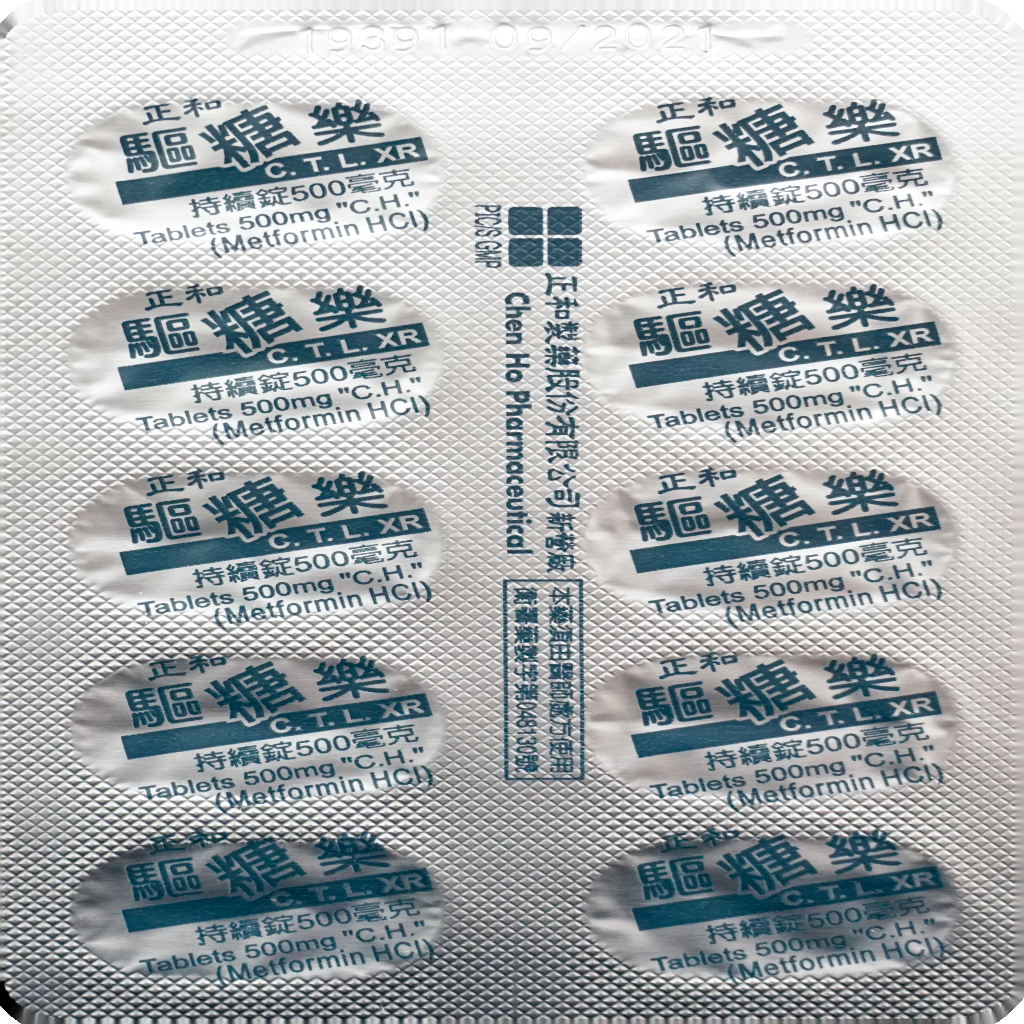 19391 09/2021
正和
驅糖樂
C. T. L. XR
持續錠500毫克
Tablets 500mg "C.H."
(Metformin HCl)
正和
驅糖樂
C. T. L. XR
持續錠500毫克
Tablets 500mg "C.H."
(Metformin HCl)
正和
驅糖樂
C. T. L. XR
持續錠500毫克
Tablets 500mg "C.H."
(Metformin HCl)
正和
驅糖樂
C. T. L. XR
持續錠500毫克
Tablets 500mg "C.H."
(Metformin HCl)
正和
驅糖樂
C. T. L. XR
持續錠500毫克
Tablets 500mg "C.H."
(Metformin HCl)
PIC/S GMP
正和製藥股份有限公司新營廠
Chen Ho Pharmaceutical
本藥須由醫師處方使用
衛署藥製字第048130號
正和
驅糖樂
C. T. L. XR
持續錠500毫克
Tablets 500mg "C.H."
(Metformin HCl)
正和
驅糖樂
C. T. L. XR
持續錠500毫克
Tablets 500mg "C.H."
(Metformin HCl)
正和
驅糖樂
C. T. L. XR
持續錠500毫克
Tablets 500mg "C.H."
(Metformin HCl)
正和
驅糖樂
C. T. L. XR
持續錠500毫克
Tablets 500mg "C.H."
(Metformin HCl)
正和
驅糖樂
C. T. L. XR
持續錠500毫克
Tablets 500mg "C.H."
(Metformin HCl)